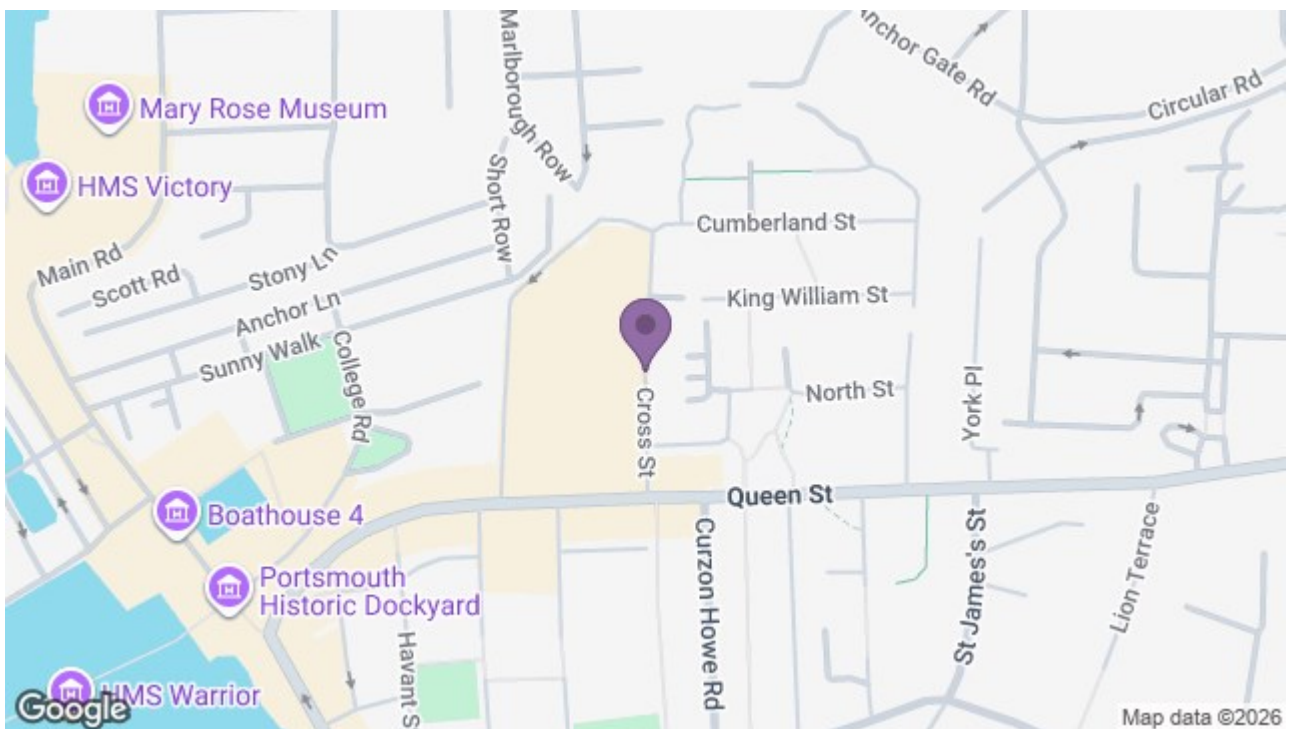 Marlborough Row
Anchor Gate Rd
Circular Rd
Mary Rose Museum
HMS Victory
Short Row
Cumberland St
Main Rd
Scott Rd
Stony Ln
Anchor Ln
Sunny Walk
College Rd
King William St
Cross St
North St
York Pl
Queen St
Boathouse 4
Portsmouth
Historic Dockyard
Curzon Howe Rd
St James's St
Lion Terrace
Havant S
HMS Warrior
Google
Map data ©2026